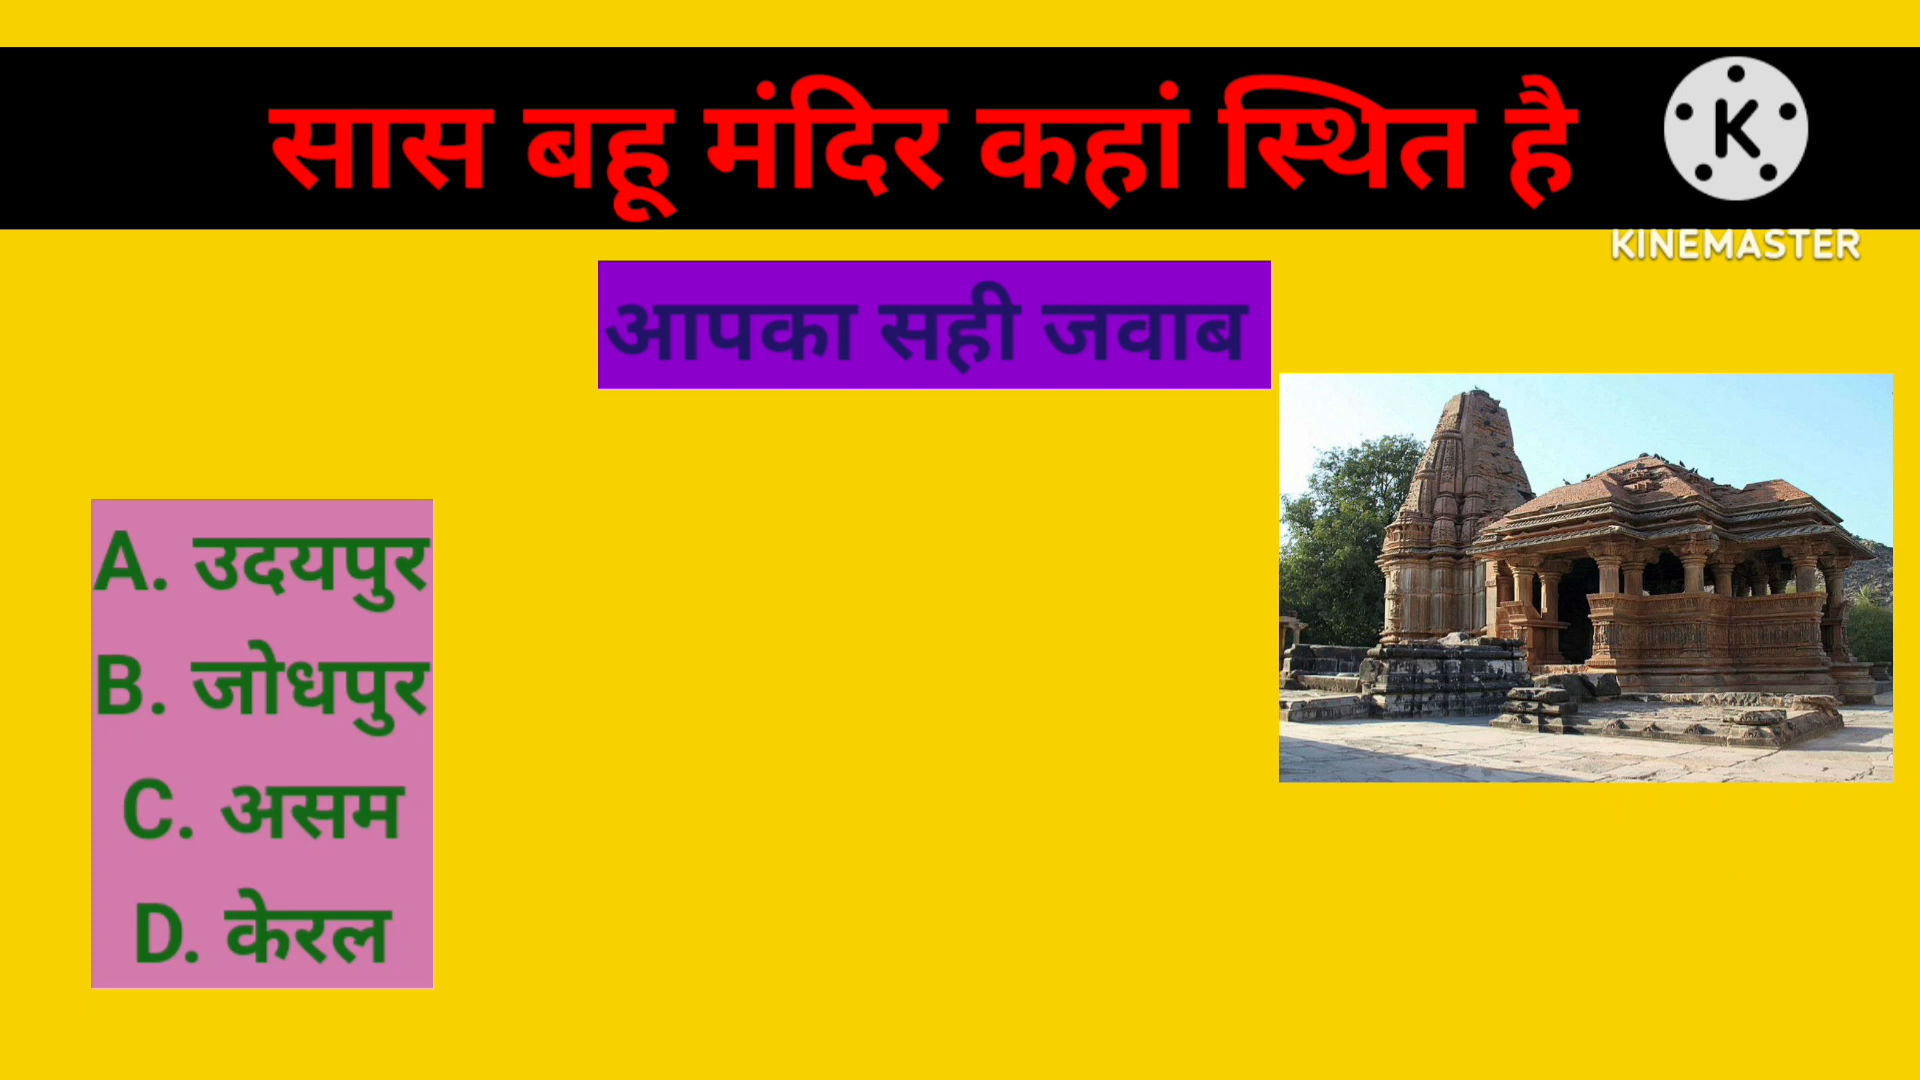 सास बहू मंदिर कहां स्थित है
K
KINEMASTER
आपका सही जवाब
A. उदयपुर
B. जोधपुर
C. असम
D. केरल